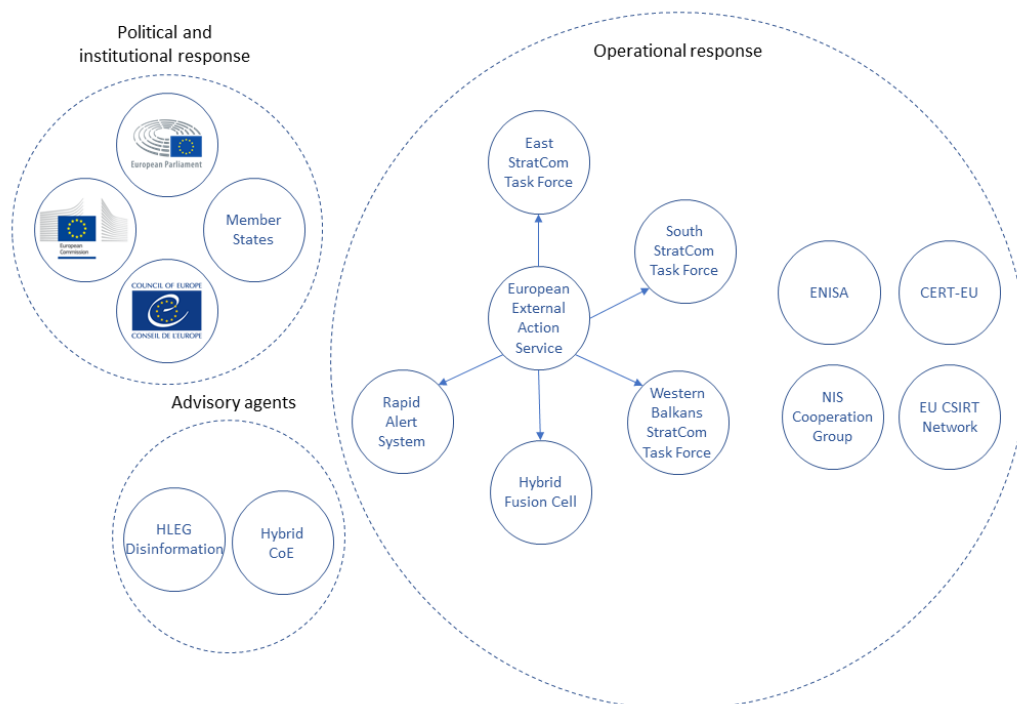 Political and
institutional response
European Parliament
European
Commission
Member
States
COUNCIL OF EUROPE
CONSEIL DE L'EUROPE
Advisory agents
HLEG
Disinformation
Hybrid
CoE
Operational response
East
StratCom
Task Force
South
StratCom
Task Force
European
External
Action
Service
Rapid
Alert
System
Hybrid
Fusion Cell
Western
Balkans
StratCom
Task Force
ENISA
CERT-EU
NIS
Cooperation
Group
EU CSIRT
Network